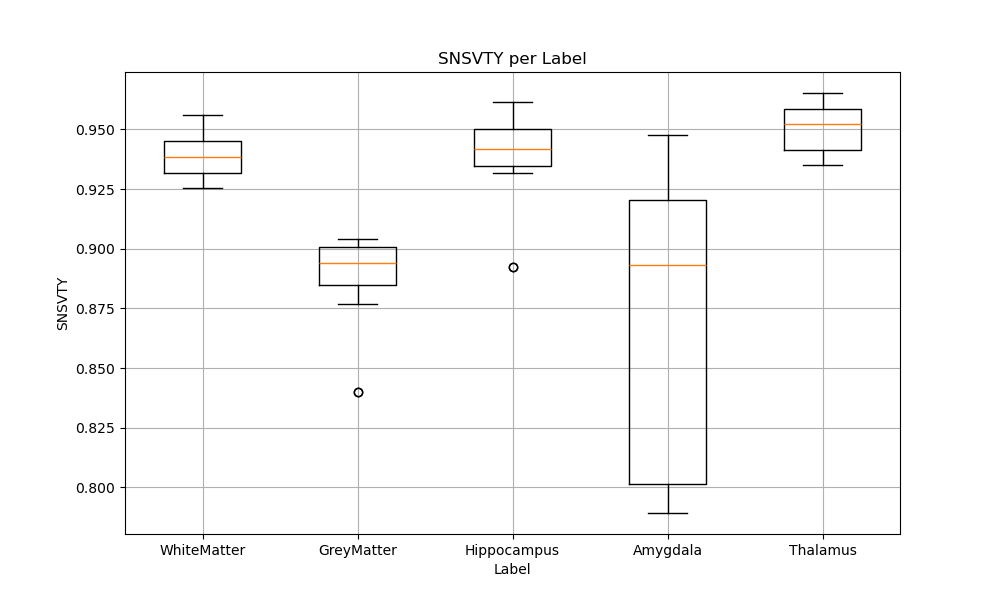 SNSVTY per Label
SNSVTY
0.950
0.925
0.900
0.875
0.850
0.825
0.800
WhiteMatter
GreyMatter
Hippocampus
Amygdala
Thalamus
Label